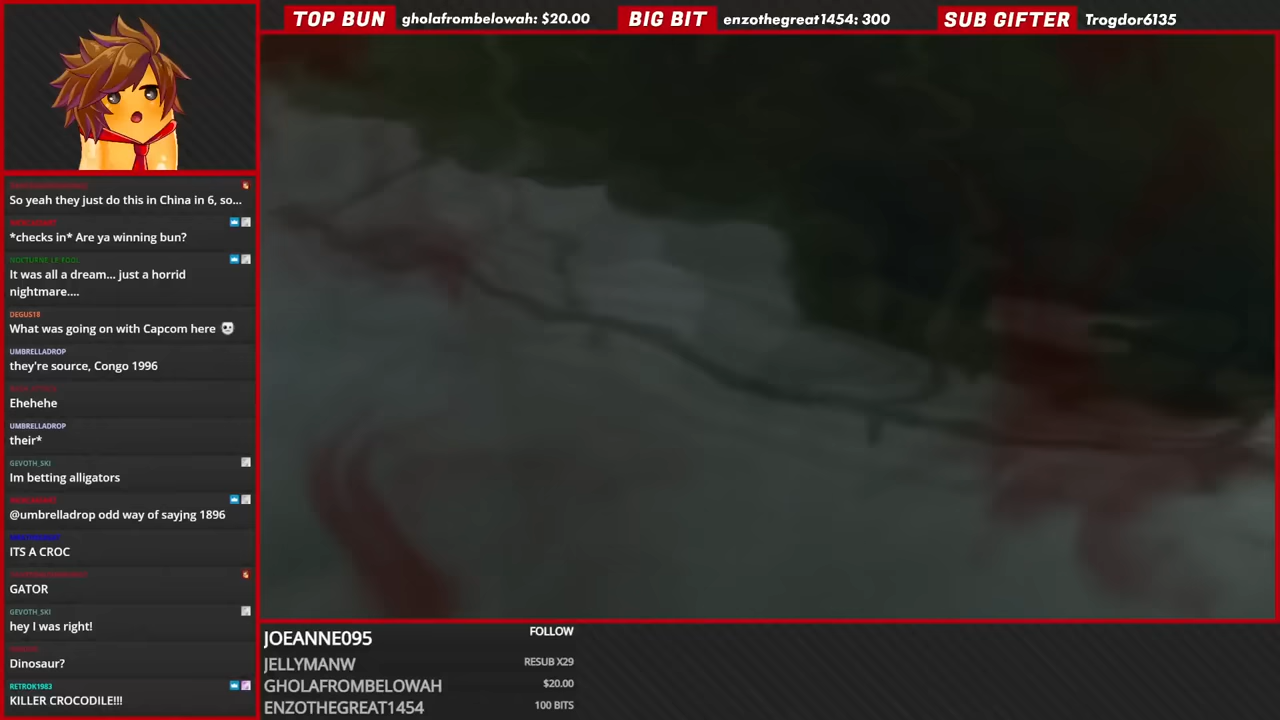 TOP BUN gholafrombelowah: $20.00 BIG BIT enzothegreat1454: 300 SUB GIFTER Trogdor6135
So yeah they just do this in China in 6, so...
*checks in* Are ya winning bun?
NOCTURNE_LE_FOOL
It was all a dream... just a horrid
nightmare....
DEGUS18
What was going on with Capcom here
UMBRELLADROP
they're source, Congo 1996
Ehehehe
UMBRELLADROP
their*
GEVOTH_SKI
Im betting alligators
@umbrelladrop odd way of sayjng 1896
ITS A CROC
GATOR
GEVOTH_SKI
hey I was right!
Dinosaur?
RETROK1983
KILLER CROCODILE!!!
JOEANNE095 FOLLOW
JELLYMANW RESUB X29
GHOLAFROMBELOWAH $20.00
ENZOTHEGREAT1454 100 BITS